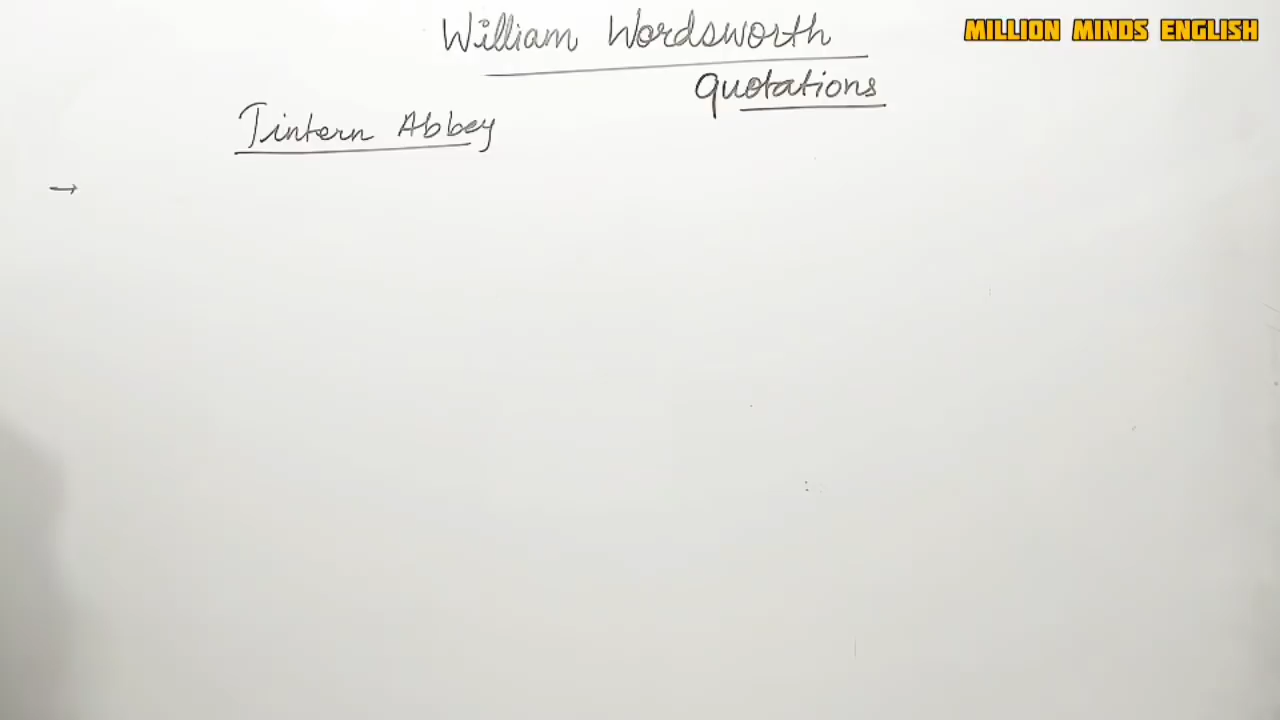 William Wordsworth
MILLION MINDS ENGLISH
Quotations
Tintern Abbey
→